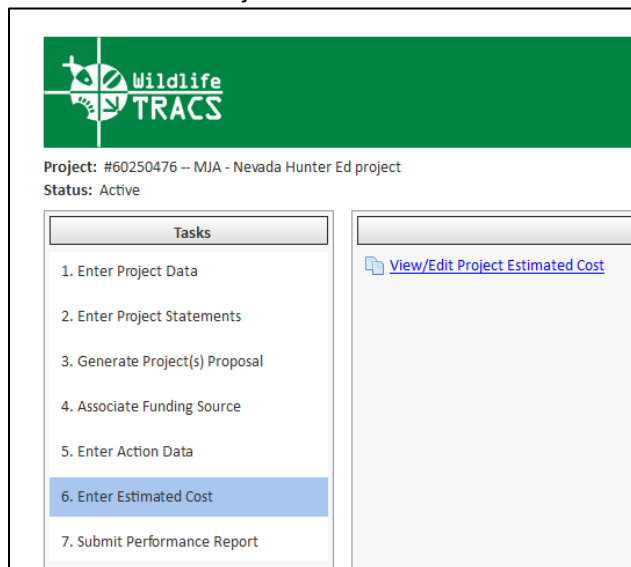 Wildlife
TRACS
Project: #60250476 -- MJA - Nevada Hunter Ed project
Status: Active
Tasks
1. Enter Project Data
2. Enter Project Statements
3. Generate Project(s) Proposal
4. Associate Funding Source
5. Enter Action Data
6. Enter Estimated Cost
7. Submit Performance Report
View/Edit Project Estimated Cost